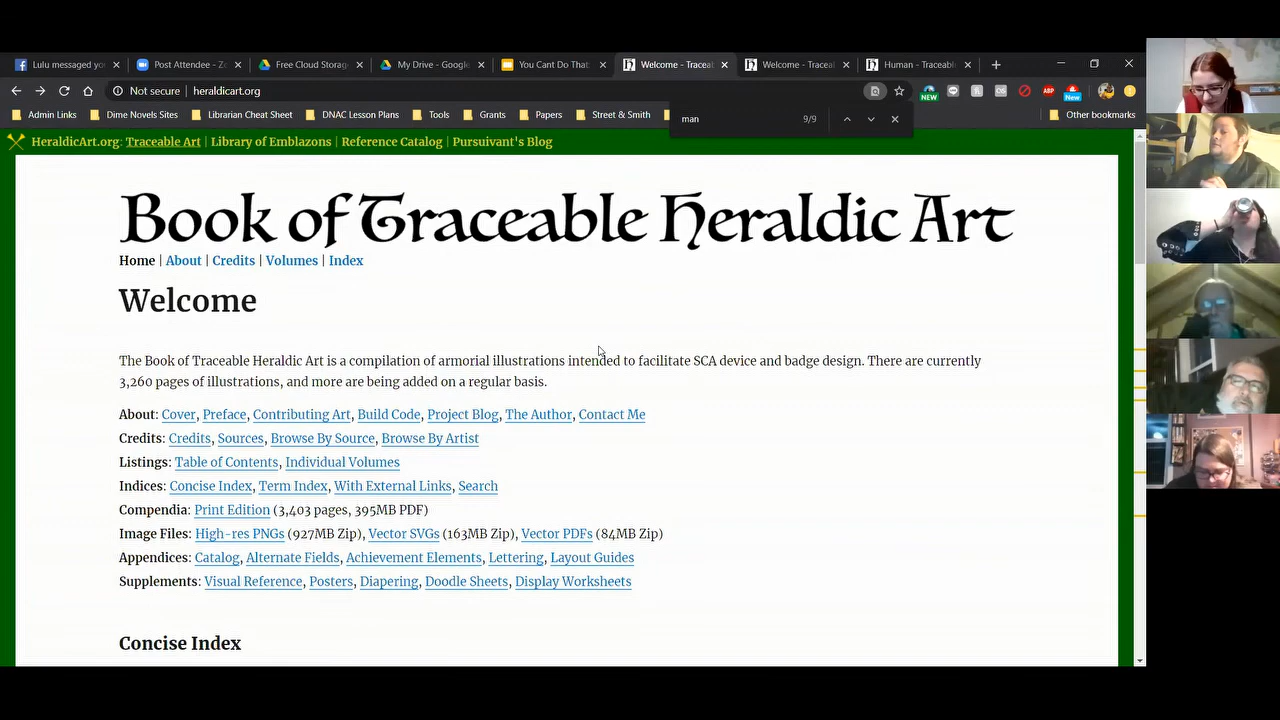 Lulu messaged yo
Post Attendee - Zo
Free Cloud Storag
My Drive - Google
You Cant Do That
Welcome - Traceab
Welcome - Traceab
Human - Traceabl
Not secure | heraldicart.org
NEW
ABP
New
Admin Links
Dime Novels Sites
Librarian Cheat Sheet
DNAC Lesson Plans
Tools
Grants
Papers
Street & Smith
Other bookmarks
man 9/9
HeraldicArt.org: Traceable Art | Library of Emblazons | Reference Catalog | Pursuivant's Blog
Book of Traceable Heraldic Art
Home | About | Credits | Volumes | Index
Welcome
The Book of Traceable Heraldic Art is a compilation of armorial illustrations intended to facilitate SCA device and badge design. There are currently
3,260 pages of illustrations, and more are being added on a regular basis.
About: Cover, Preface, Contributing Art, Build Code, Project Blog, The Author, Contact Me
Credits: Credits, Sources, Browse By Source, Browse By Artist
Listings: Table of Contents, Individual Volumes
Indices: Concise Index, Term Index, With External Links, Search
Compendia: Print Edition (3,403 pages, 395MB PDF)
Image Files: High-res PNGs (927MB Zip), Vector SVGs (163MB Zip), Vector PDFs (84MB Zip)
Appendices: Catalog, Alternate Fields, Achievement Elements, Lettering, Layout Guides
Supplements: Visual Reference, Posters, Diapering, Doodle Sheets, Display Worksheets
Concise Index